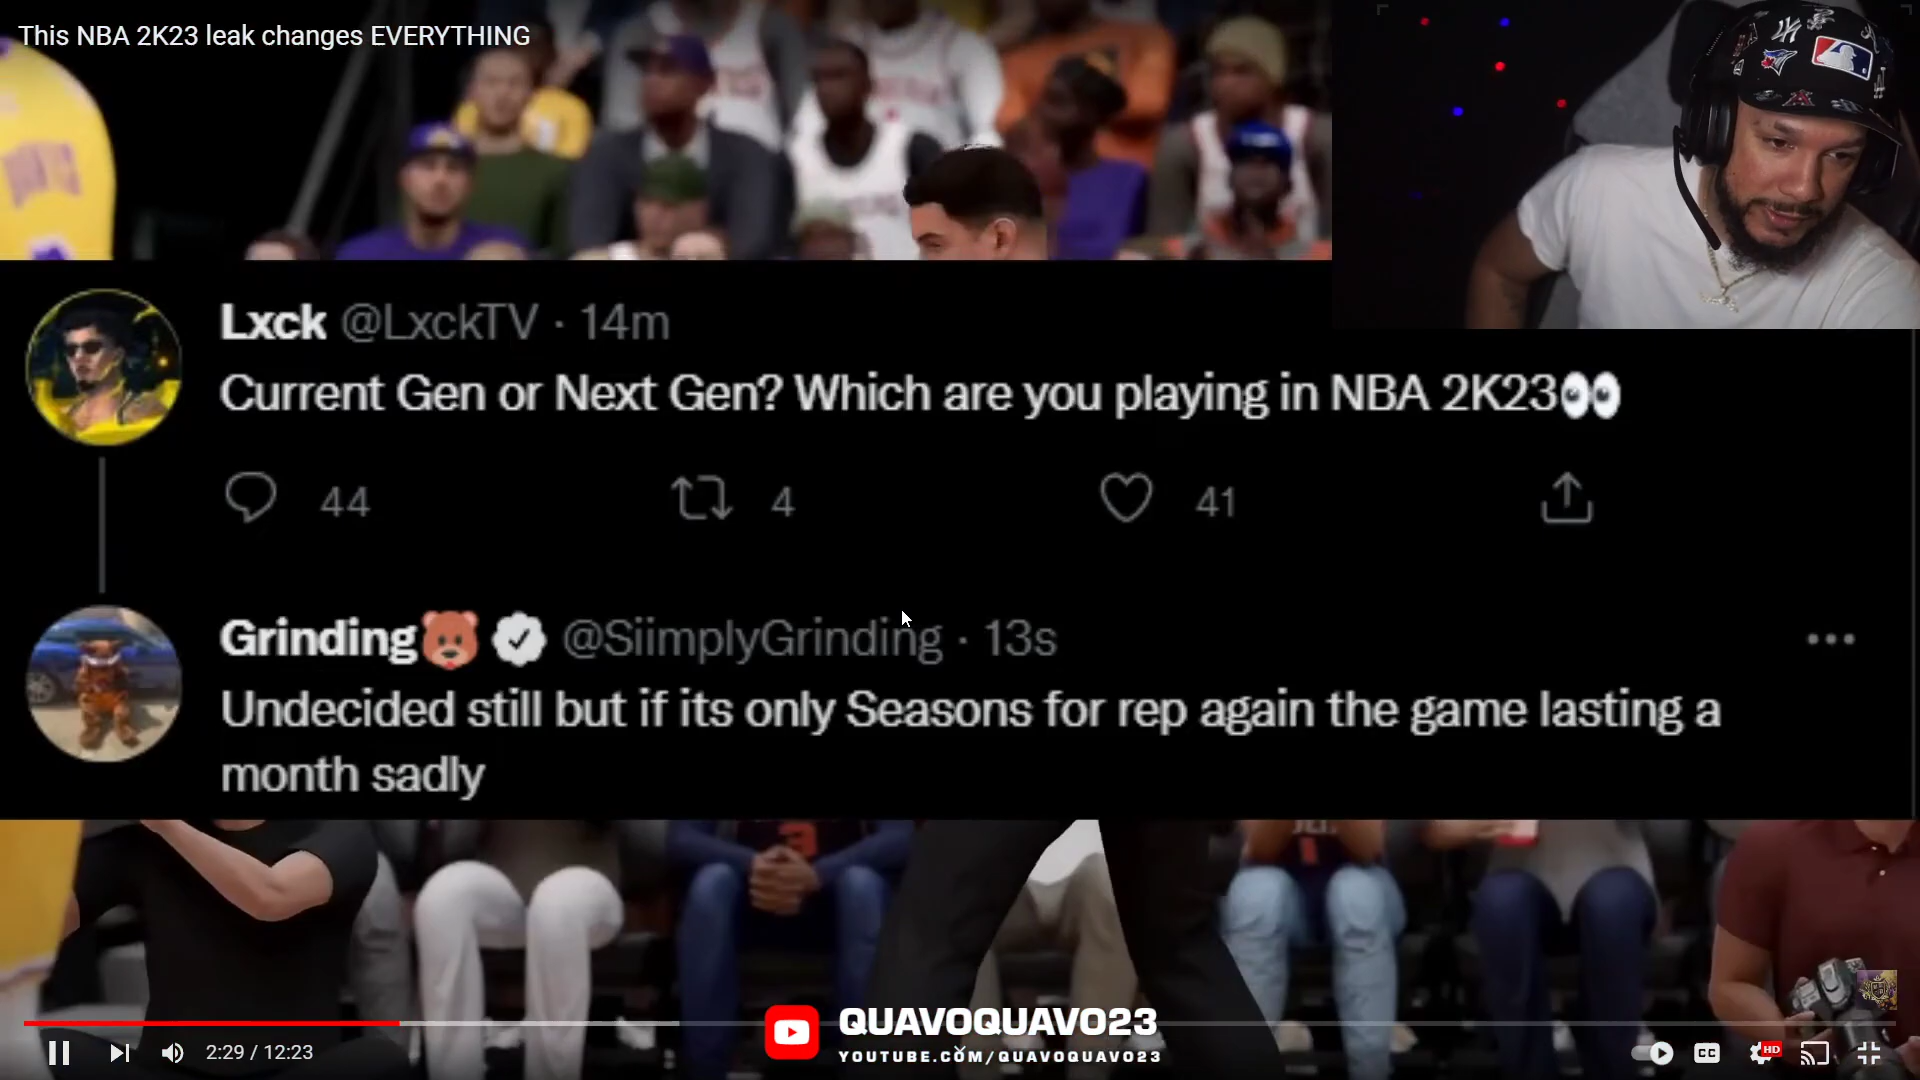 This NBA 2K23 leak changes EVERYTHING
Lxck @LxckTV · 14m
Current Gen or Next Gen? Which are you playing in NBA 2K23👀
44 4 41
Grinding🐻 @SiimplyGrinding · 13s
Undecided still but if its only Seasons for rep again the game lasting a
month sadly
QUAVOQUAVO23
YOUTUBE.COM/QUAVOQUAVO23
2:29 / 12:23
CC HD